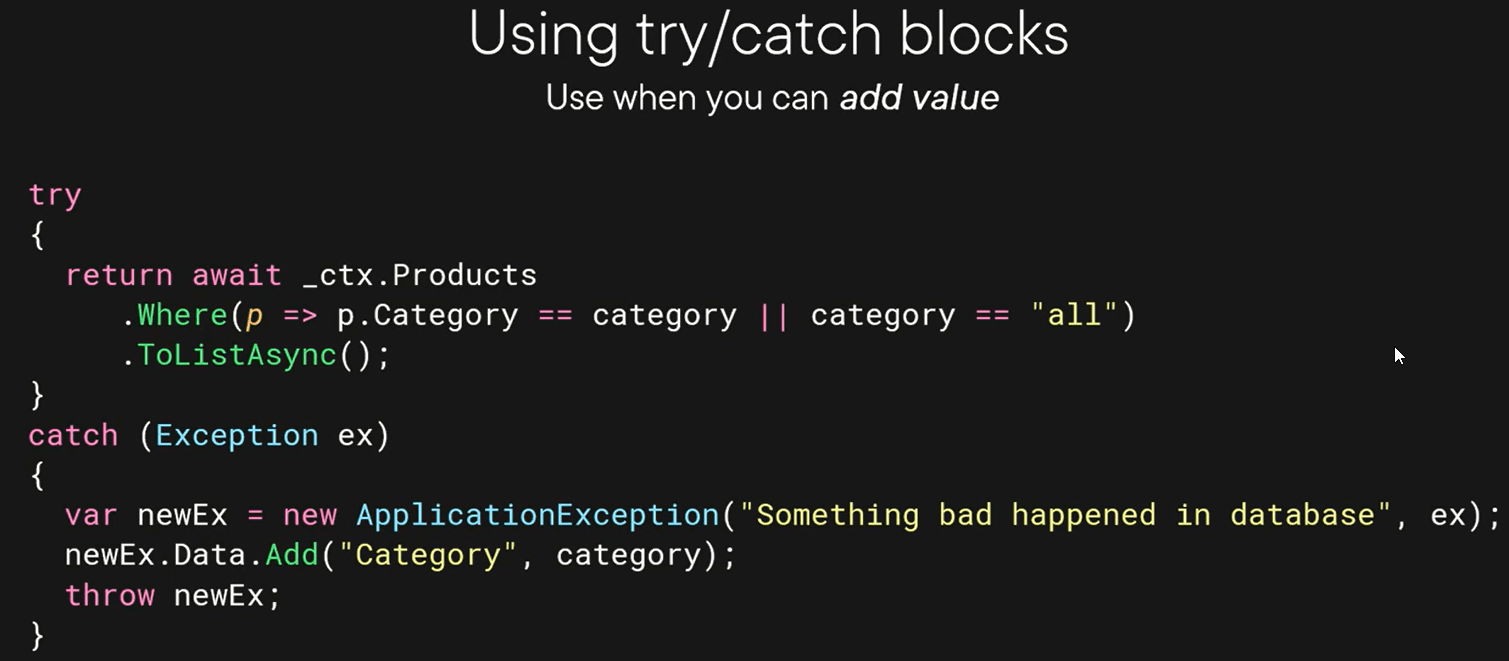 Using try/catch blocks
Use when you can add value
try
{
  return await _ctx.Products
      .Where(p => p.Category == category || category == "all")
      .ToListAsync();
}
catch (Exception ex)
{
  var newEx = new ApplicationException("Something bad happened in database", ex);
  newEx.Data.Add("Category", category);
  throw newEx;
}